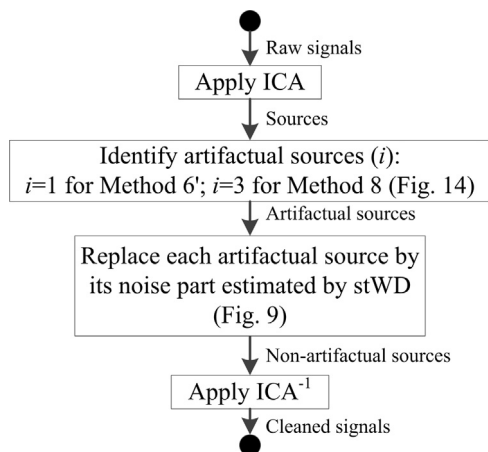 Raw signals
Apply ICA
Sources
Identify artifactual sources (i):
i=1 for Method 6'; i=3 for Method 8 (Fig. 14)
Artifactual sources
Replace each artifactual source by
its noise part estimated by stWD
(Fig. 9)
Non-artifactual sources
Apply ICA⁻¹
Cleaned signals